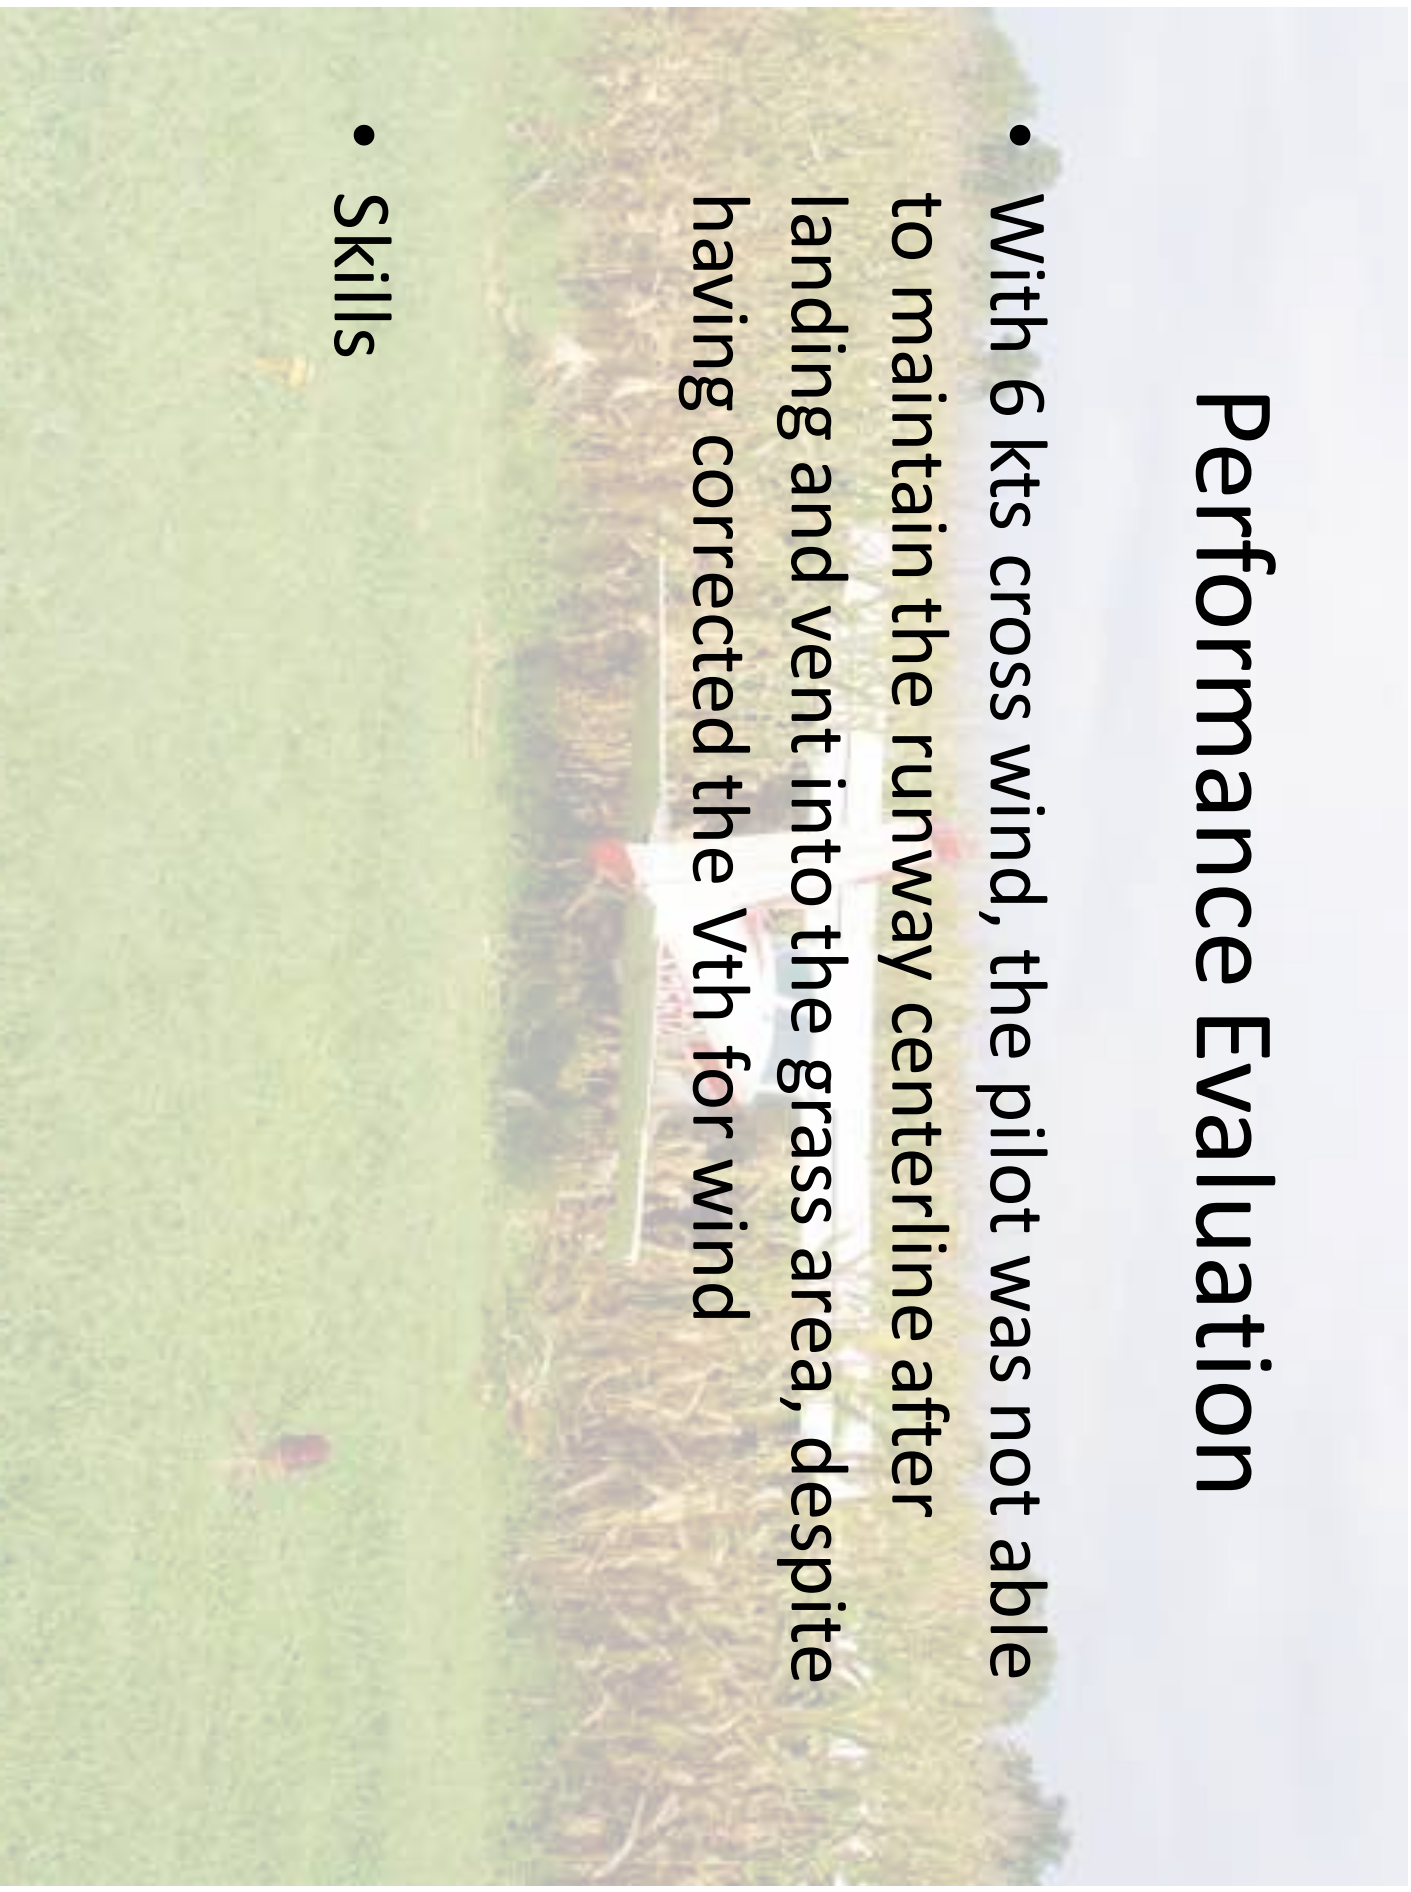 Performance Evaluation
• With 6 kts cross wind, the pilot was not able
to maintain the runway centerline after
landing and vent into the grass area, despite
having corrected the Vth for wind
• Skills